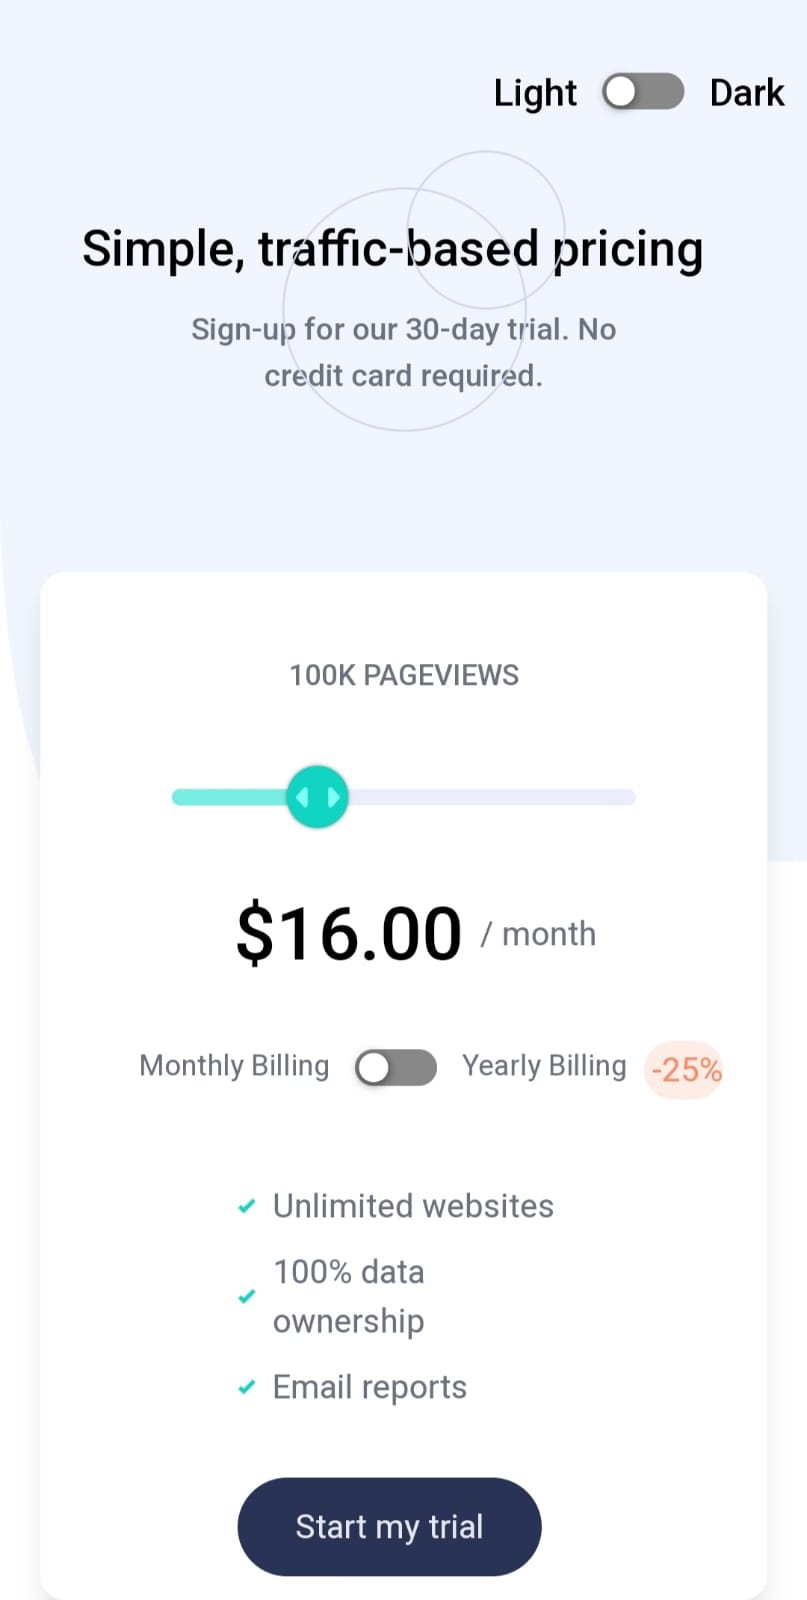 Light Dark
Simple, traffic-based pricing
Sign-up for our 30-day trial. No
credit card required.
100K PAGEVIEWS
$16.00 / month
Monthly Billing Yearly Billing -25%
Unlimited websites
100% data
ownership
Email reports
Start my trial